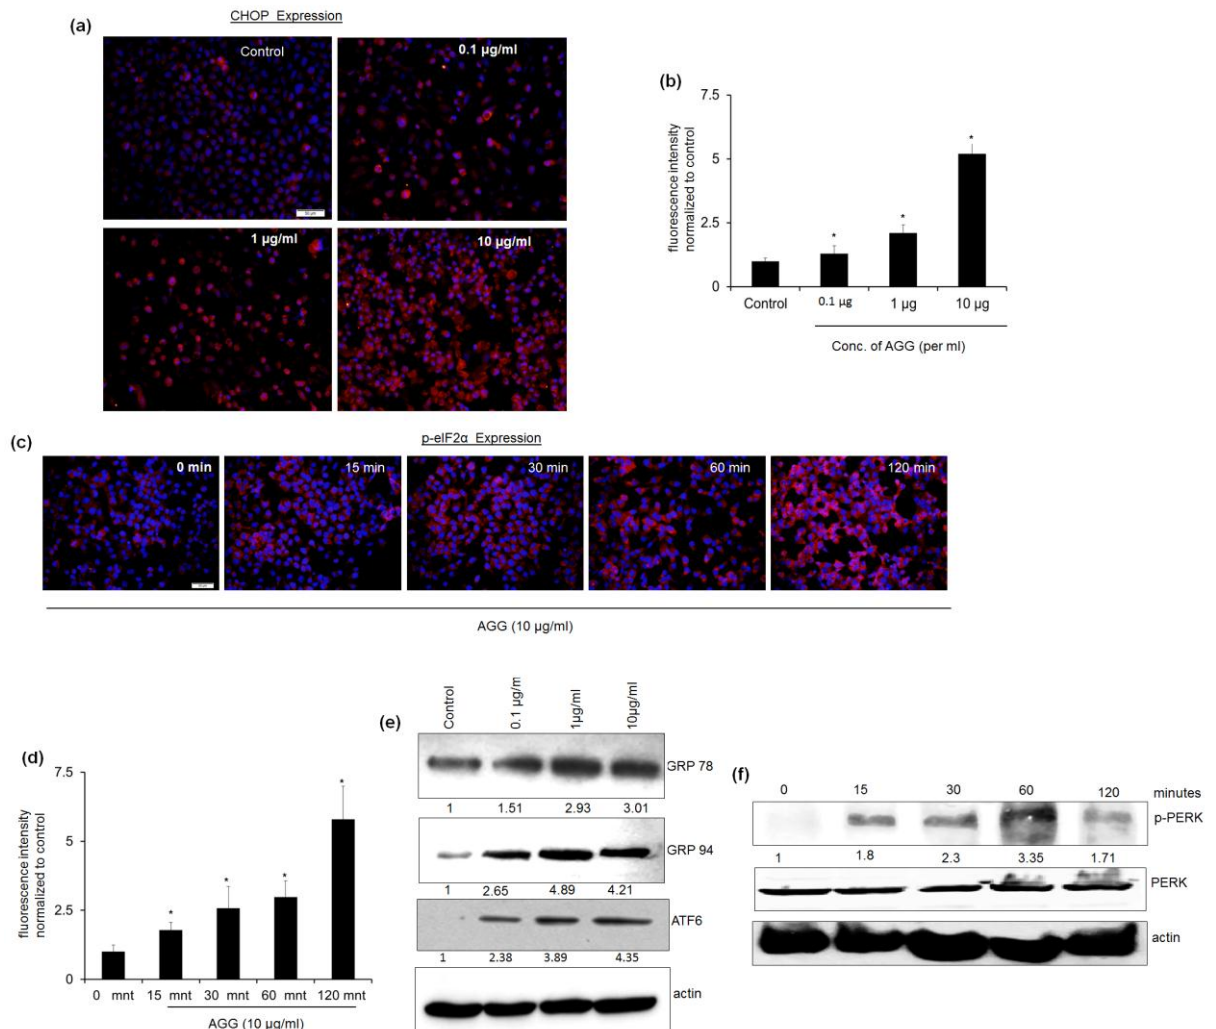 CHOP Expression
(a)
Control
0.1 µg/ml
1 µg/ml
10 µg/ml
(b)
fluorescence intensity
normalized to control
7.5
5
2.5
0
*
*
*
Control
0.1 µg
1 µg
10 µg
Conc. of AGG (per ml)
(c)
p-eIF2α Expression
0 min
15 min
30 min
60 min
120 min
AGG (10 µg/ml)
(d)
fluorescence intensity
normalized to control
7.5
5
2.5
0
*
*
*
*
0 mnt
15 mnt
30 mnt
60 mnt
120 mnt
AGG (10 µg/ml)
(e)
Control
0.1 µg/m
1µg/ml
10µg/ml
GRP 78
1 1.51 2.93 3.01
GRP 94
1 2.65 4.89 4.21
ATF6
1 2.38 3.89 4.35
actin
(f)
0 15 30 60 120 minutes
p-PERK
1 1.8 2.3 3.35 1.71
PERK
actin